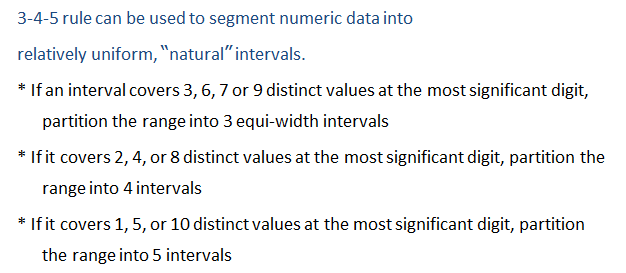 3-4-5 rule can be used to segment numeric data into
relatively uniform, “natural” intervals.
* If an interval covers 3, 6, 7 or 9 distinct values at the most significant digit,
partition the range into 3 equi-width intervals
* If it covers 2, 4, or 8 distinct values at the most significant digit, partition the
range into 4 intervals
* If it covers 1, 5, or 10 distinct values at the most significant digit, partition
the range into 5 intervals